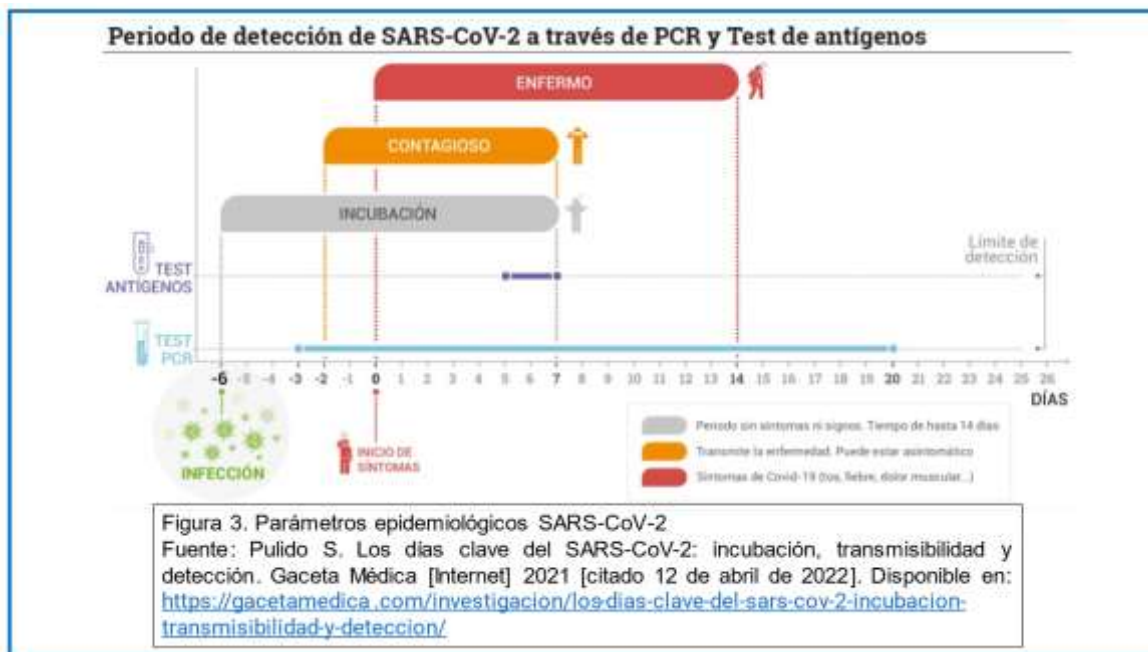 Periodo de detección de SARS-CoV-2 a través de PCR y Test de antígenos
ENFERMO
CONTAGIOSO
INCUBACIÓN
Límite de
detección
TEST
ANTÍGENOS
TEST
PCR
-6 -5 -4 -3 -2 -1 0 1 2 3 4 5 6 7 8 9 10 11 12 13 14 15 16 17 18 19 20 21 22 23 24 25 26
DÍAS
INFECCIÓN
INICIO DE
SÍNTOMAS
Periodo sin síntomas ni signos. Tiempo de hasta 14 días
Transmite la enfermedad. Puede estar asintomático
Síntomas de Covid-19 (tos, fiebre, dolor muscular...)
Figura 3. Parámetros epidemiológicos SARS-CoV-2
Fuente: Pulido S. Los días clave del SARS-CoV-2: incubación, transmisibilidad y
detección. Gaceta Médica [Internet] 2021 [citado 12 de abril de 2022]. Disponible en:
https://gacetamedica.com/investigacion/los-dias-clave-del-sars-cov-2-incubacion-
transmisibilidad-y-deteccion/